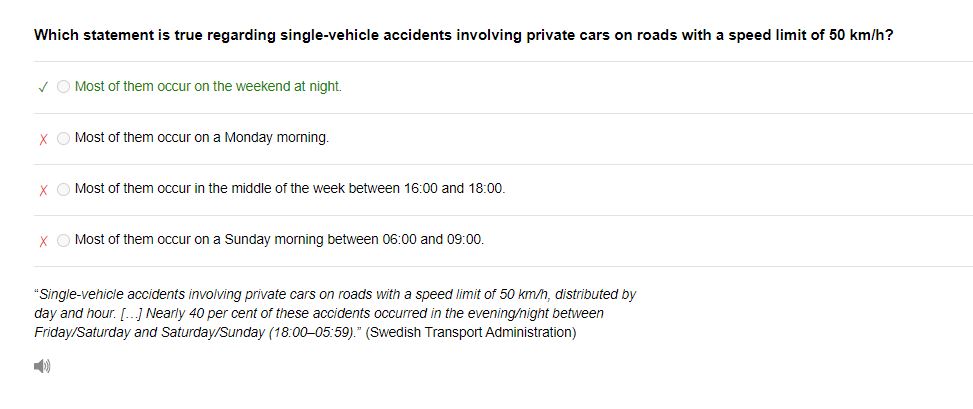 Which statement is true regarding single-vehicle accidents involving private cars on roads with a speed limit of 50 km/h?
✓ Most of them occur on the weekend at night.
X Most of them occur on a Monday morning.
X Most of them occur in the middle of the week between 16:00 and 18:00.
X Most of them occur on a Sunday morning between 06:00 and 09:00.
“Single-vehicle accidents involving private cars on roads with a speed limit of 50 km/h, distributed by
day and hour. […] Nearly 40 per cent of these accidents occurred in the evening/night between
Friday/Saturday and Saturday/Sunday (18:00–05:59).” (Swedish Transport Administration)